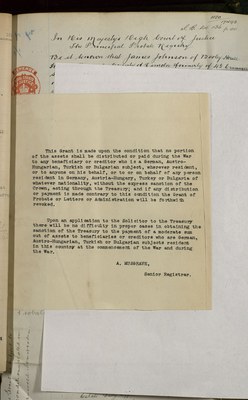 In His Majesty's High Court of Justice
The Principal Probate Registry
Be it known that James Johnson of
This Grant is made upon the condition that no portion
of the assets shall be distributed or paid during the War
to any beneficiary or creditor who is a German, Austro-
Hungarian, Turkish or Bulgarian subject, wherever resident,
or to anyone on his behalf, or to or on behalf of any person
resident in Germany, Austria-Hungary, Turkey or Bulgaria of
whatever nationality, without the express sanction of the
Crown, acting through the Treasury; and if any distribution
or payment is made contrary to this condition the Grant of
Probate or Letters or Administration will be forthwith
revoked.
Upon an application to the Solicitor to the Treasury
there will be no difficulty in proper cases in obtaining the
sanction of the Treasury to the payment of a moderate sum
out of assets to beneficiaries or creditors who are German,
Austro-Hungarian, Turkish or Bulgarian subjects resident
in this country at the commencement of the War and during
the War.
A. MUSGRAVE,
Senior Registrar.